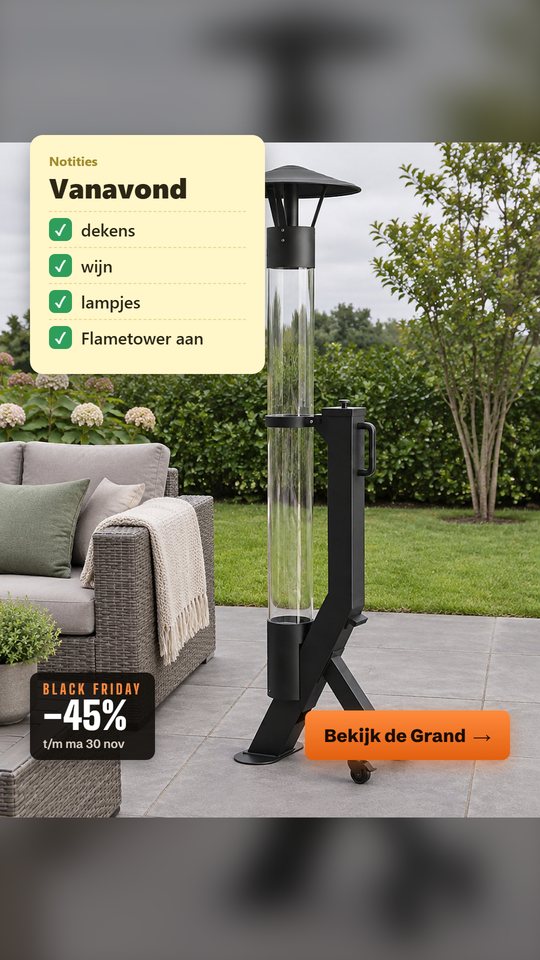 Notities
Vanavond
dekens
wijn
lampjes
Flametower aan
BLACK FRIDAY
–45%
t/m ma 30 nov
Bekijk de Grand →